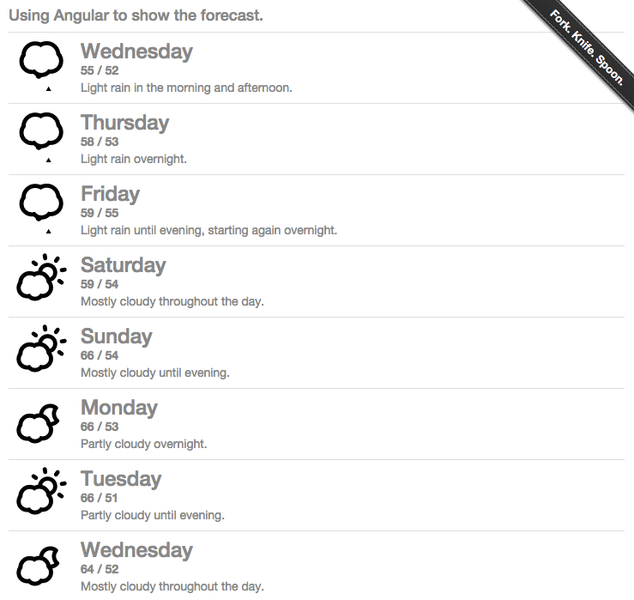 Using Angular to show the forecast.
Fork. Knife. Spoon.
Wednesday
55 / 52
Light rain in the morning and afternoon.
Thursday
58 / 53
Light rain overnight.
Friday
59 / 55
Light rain until evening, starting again overnight.
Saturday
59 / 54
Mostly cloudy throughout the day.
Sunday
66 / 54
Mostly cloudy until evening.
Monday
66 / 53
Partly cloudy overnight.
Tuesday
66 / 51
Partly cloudy until evening.
Wednesday
64 / 52
Mostly cloudy throughout the day.